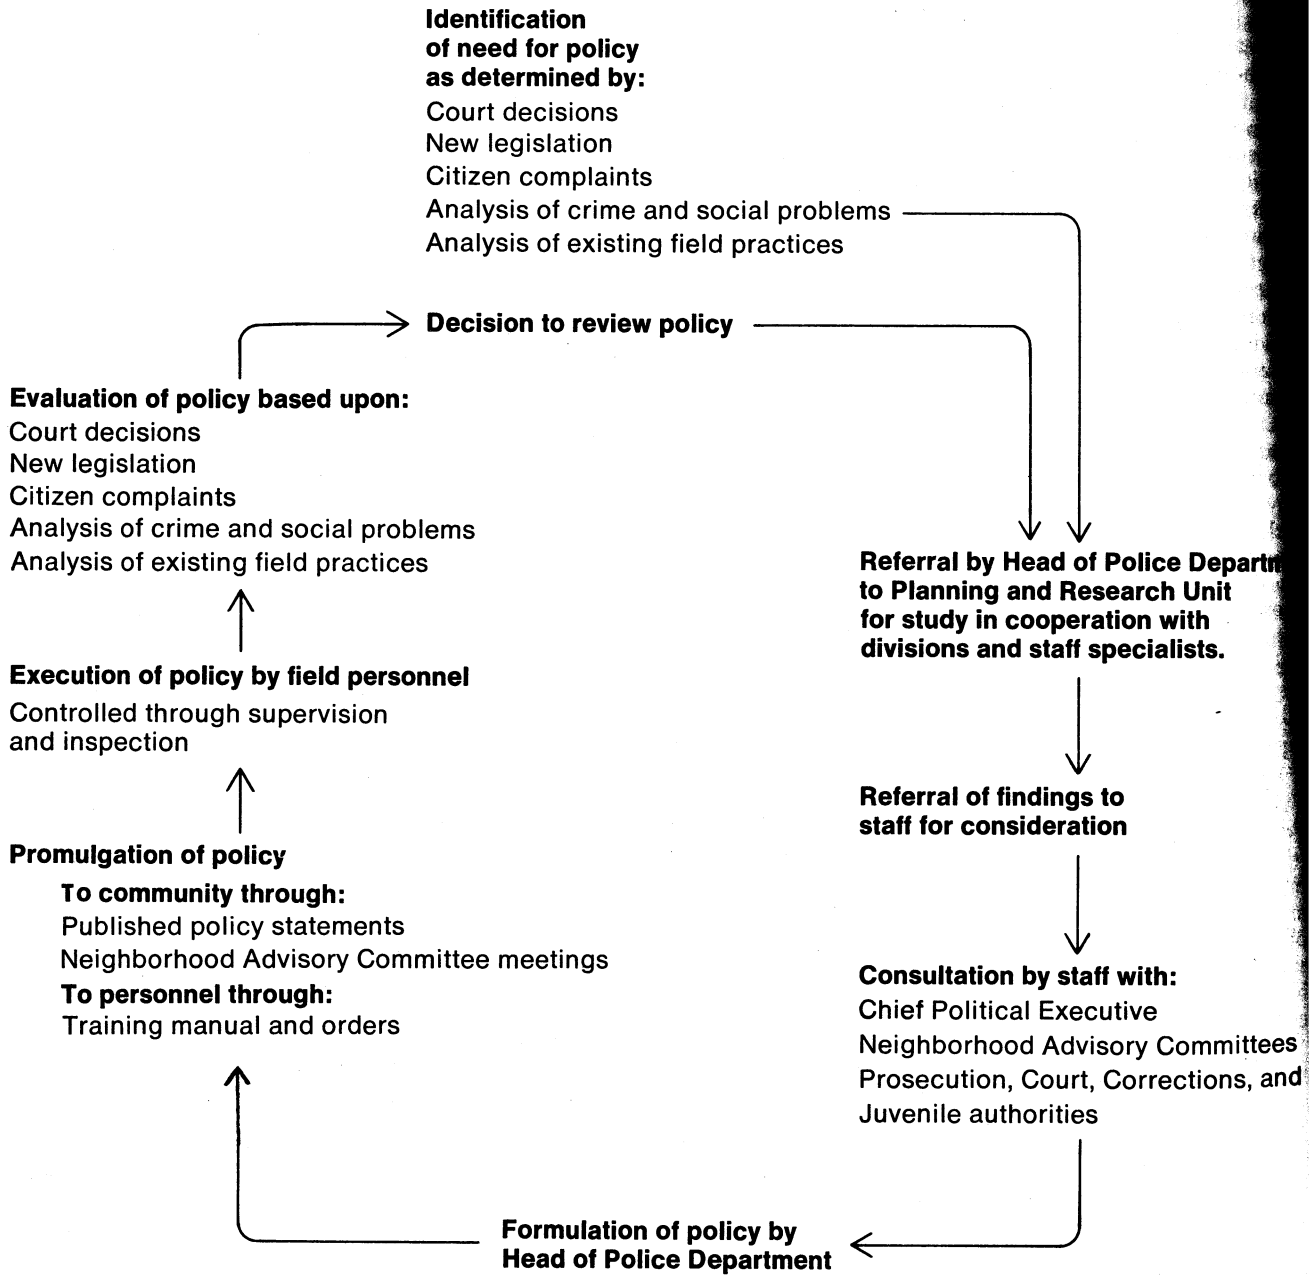 Identification
of need for policy
as determined by:
Court decisions
New legislation
Citizen complaints
Analysis of crime and social problems
Analysis of existing field practices
Decision to review policy
Evaluation of policy based upon:
Court decisions
New legislation
Citizen complaints
Analysis of crime and social problems
Analysis of existing field practices
Execution of policy by field personnel
Controlled through supervision
and inspection
Promulgation of policy
To community through:
Published policy statements
Neighborhood Advisory Committee meetings
To personnel through:
Training manual and orders
Referral by Head of Police
to Planning and Research Unit
for study in cooperation with
divisions and staff specialists.
Referral of findings to
staff for consideration
Consultation by staff with:
Chief Political Executive
Neighborhood Advisory Committees
Prosecution, Court, Corrections, and
Juvenile authorities
Formulation of policy by
Head of Police Department